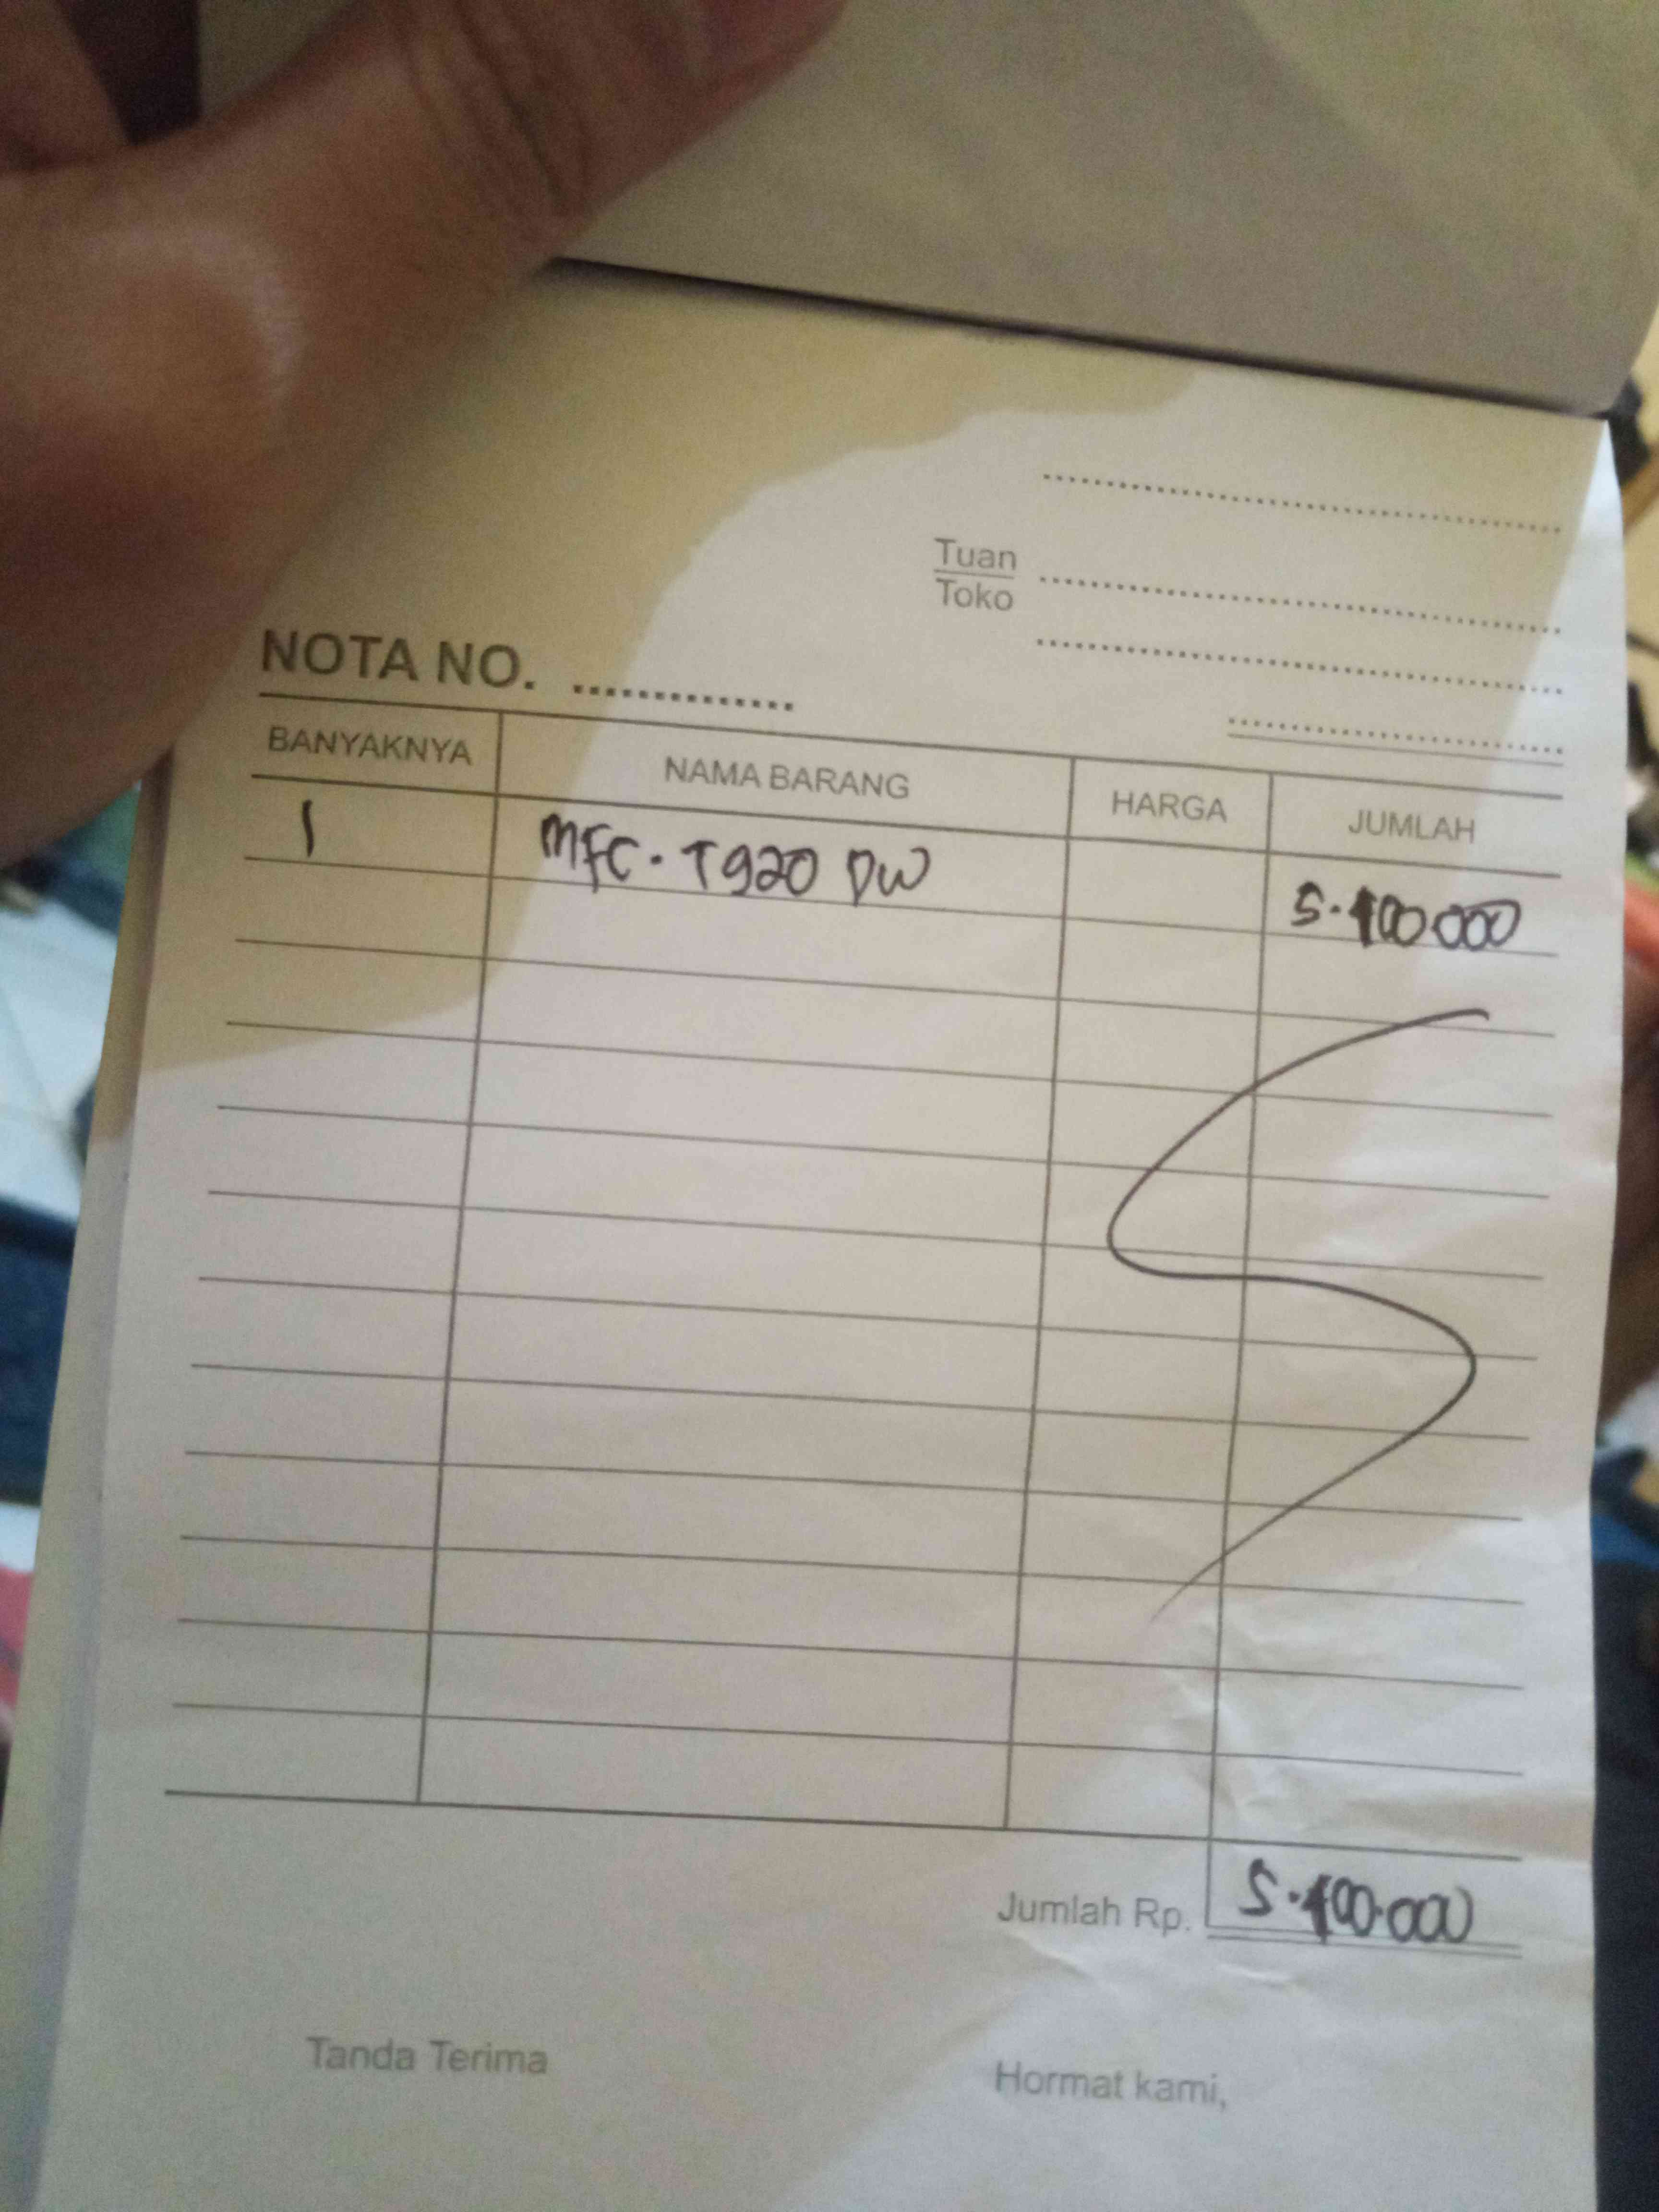 Tuan
Toko
NOTA NO. ..............
BANYAKNYA NAMA BARANG HARGA JUMLAH
1 MFC. T920 DW 5.100.000
Jumlah Rp. 5.100.000
Tanda Terima Hormat kami,